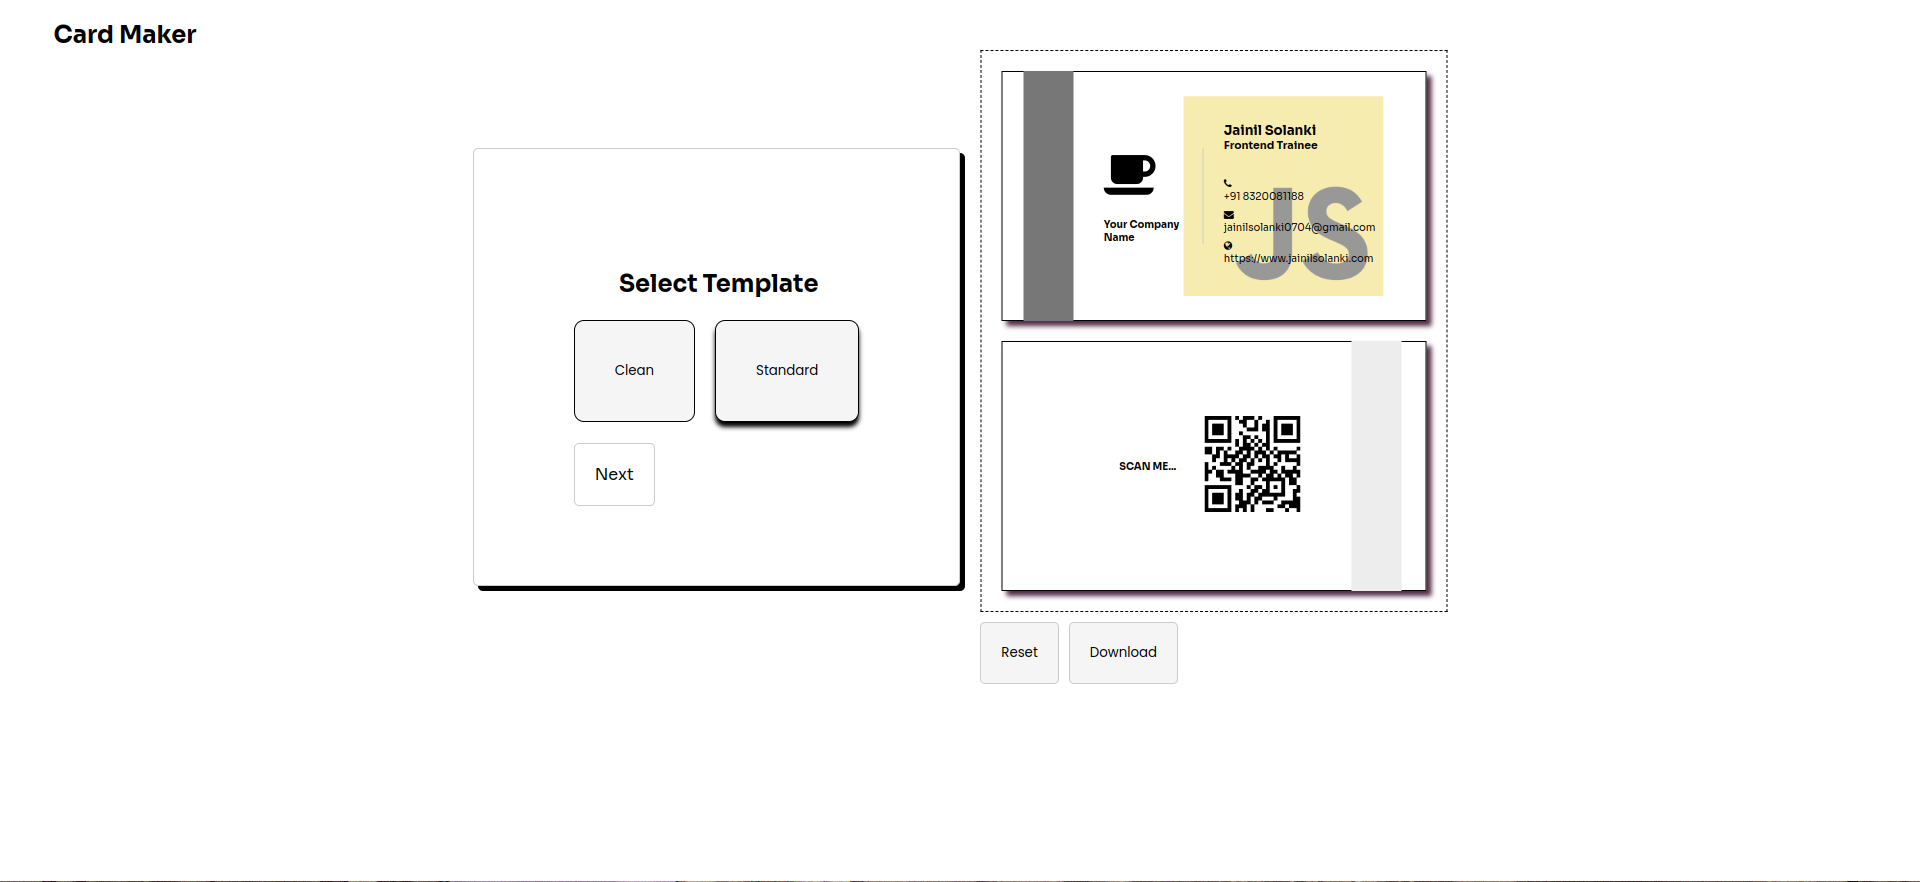 Card Maker
Select Template
Clean
Standard
Next
Jainil Solanki
Frontend Trainee
+91 8320081188
jainilsolanki0704@gmail.com
https://www.jainilsolanki.com
JS
Your Company
Name
SCAN ME...
Reset
Download